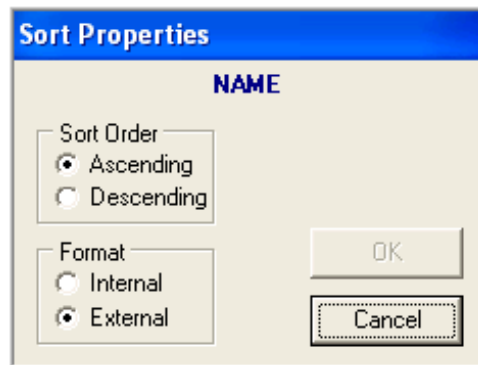 Sort Properties
NAME
Sort Order
Ascending
Descending
Format
Internal
External
OK
Cancel